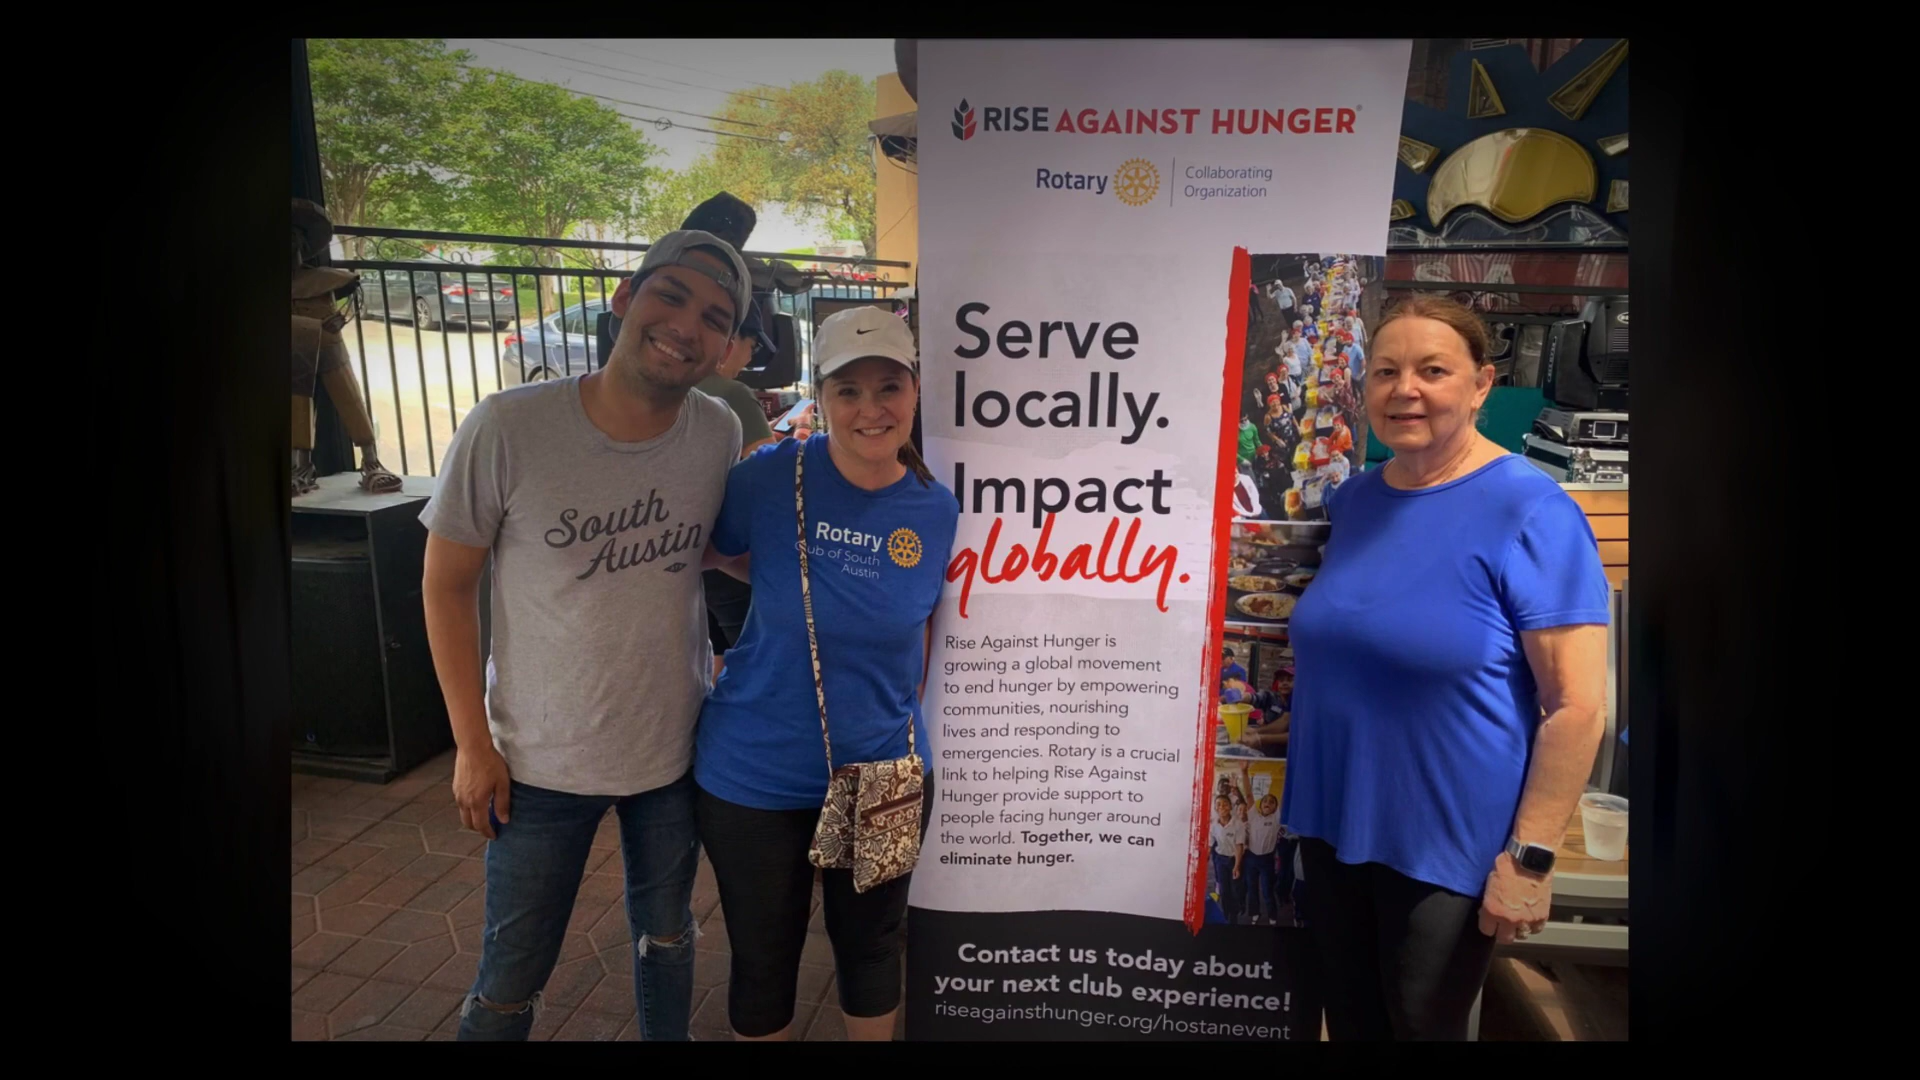 RISE AGAINST HUNGER®
Rotary
Collaborating
Organization
Serve
locally.
Impact
globally.
Rise Against Hunger is
growing a global movement
to end hunger by empowering
communities, nourishing
lives and responding to
emergencies. Rotary is a crucial
link to helping Rise Against
Hunger provide support to
people facing hunger around
the world. Together, we can
eliminate hunger.
Contact us today about
your next club experience!
riseagainsthunger.org/hostanevent
South
Austin
Rotary
Club of South
Austin